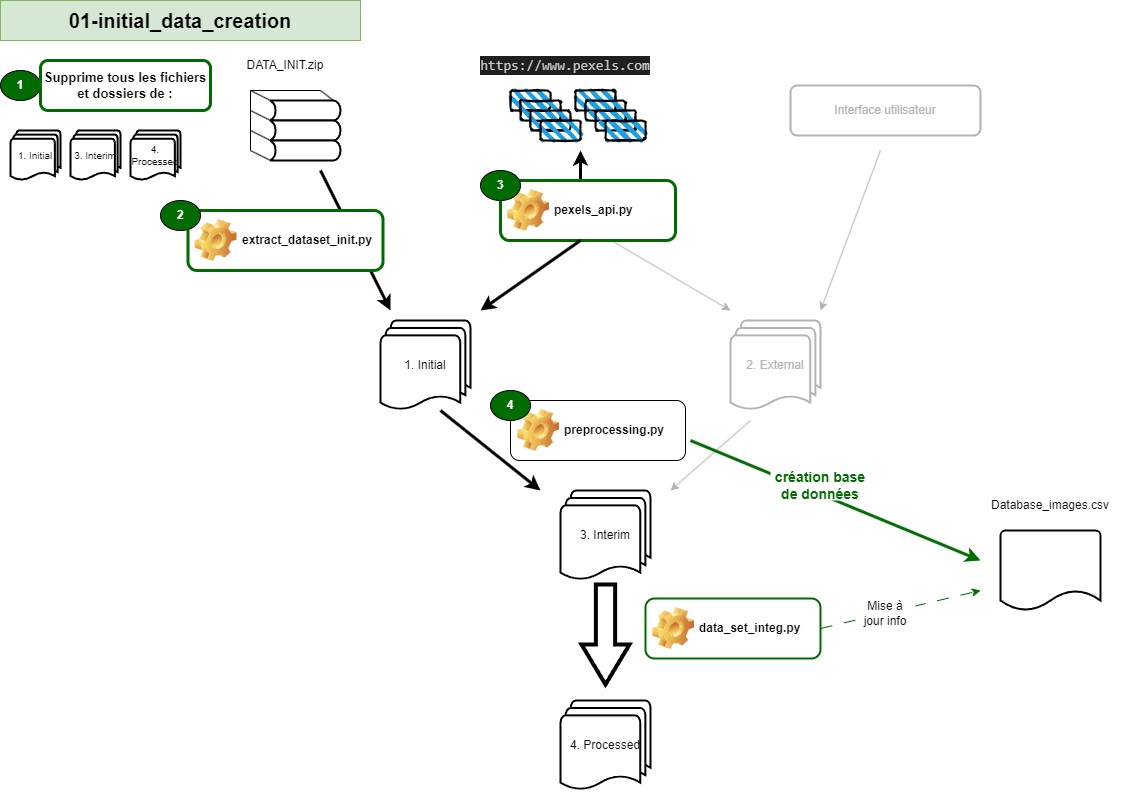 01-initial_data_creation
1
Supprime tous les fichiers
et dossiers de :
1. Initial
3. Interim
4.
Processed
DATA_INIT.zip
https://www.pexels.com
Interface utilisateur
2
extract_dataset_init.py
3
pexels_api.py
1. Initial
2. External
4
preprocessing.py
création base
de données
Database_images.csv
3. Interim
data_set_integ.py
Mise à
jour info
4. Processed